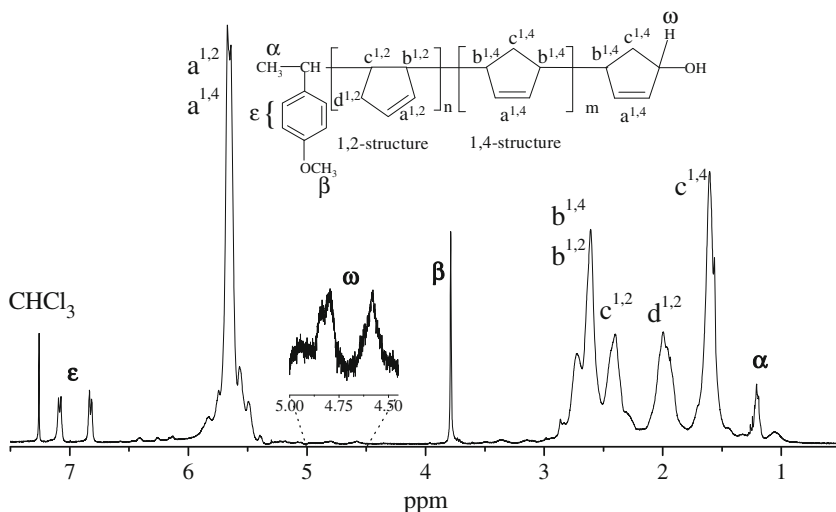 ω
α
c¹,⁴
H
c¹,² b¹,² b¹,⁴ b¹,⁴ b¹,⁴ c¹,⁴
CH₃ CH OH
d¹,²
a¹,² n a¹,⁴ m a¹,⁴
ε {
1,2-structure 1,4-structure
OCH₃
β
a¹,²
a¹,⁴
CHCl₃
ε
ω
5.00 4.75 4.50
β
b¹,⁴
b¹,²
c¹,²
d¹,²
c¹,⁴
α
7 6 5 4 3 2 1
ppm